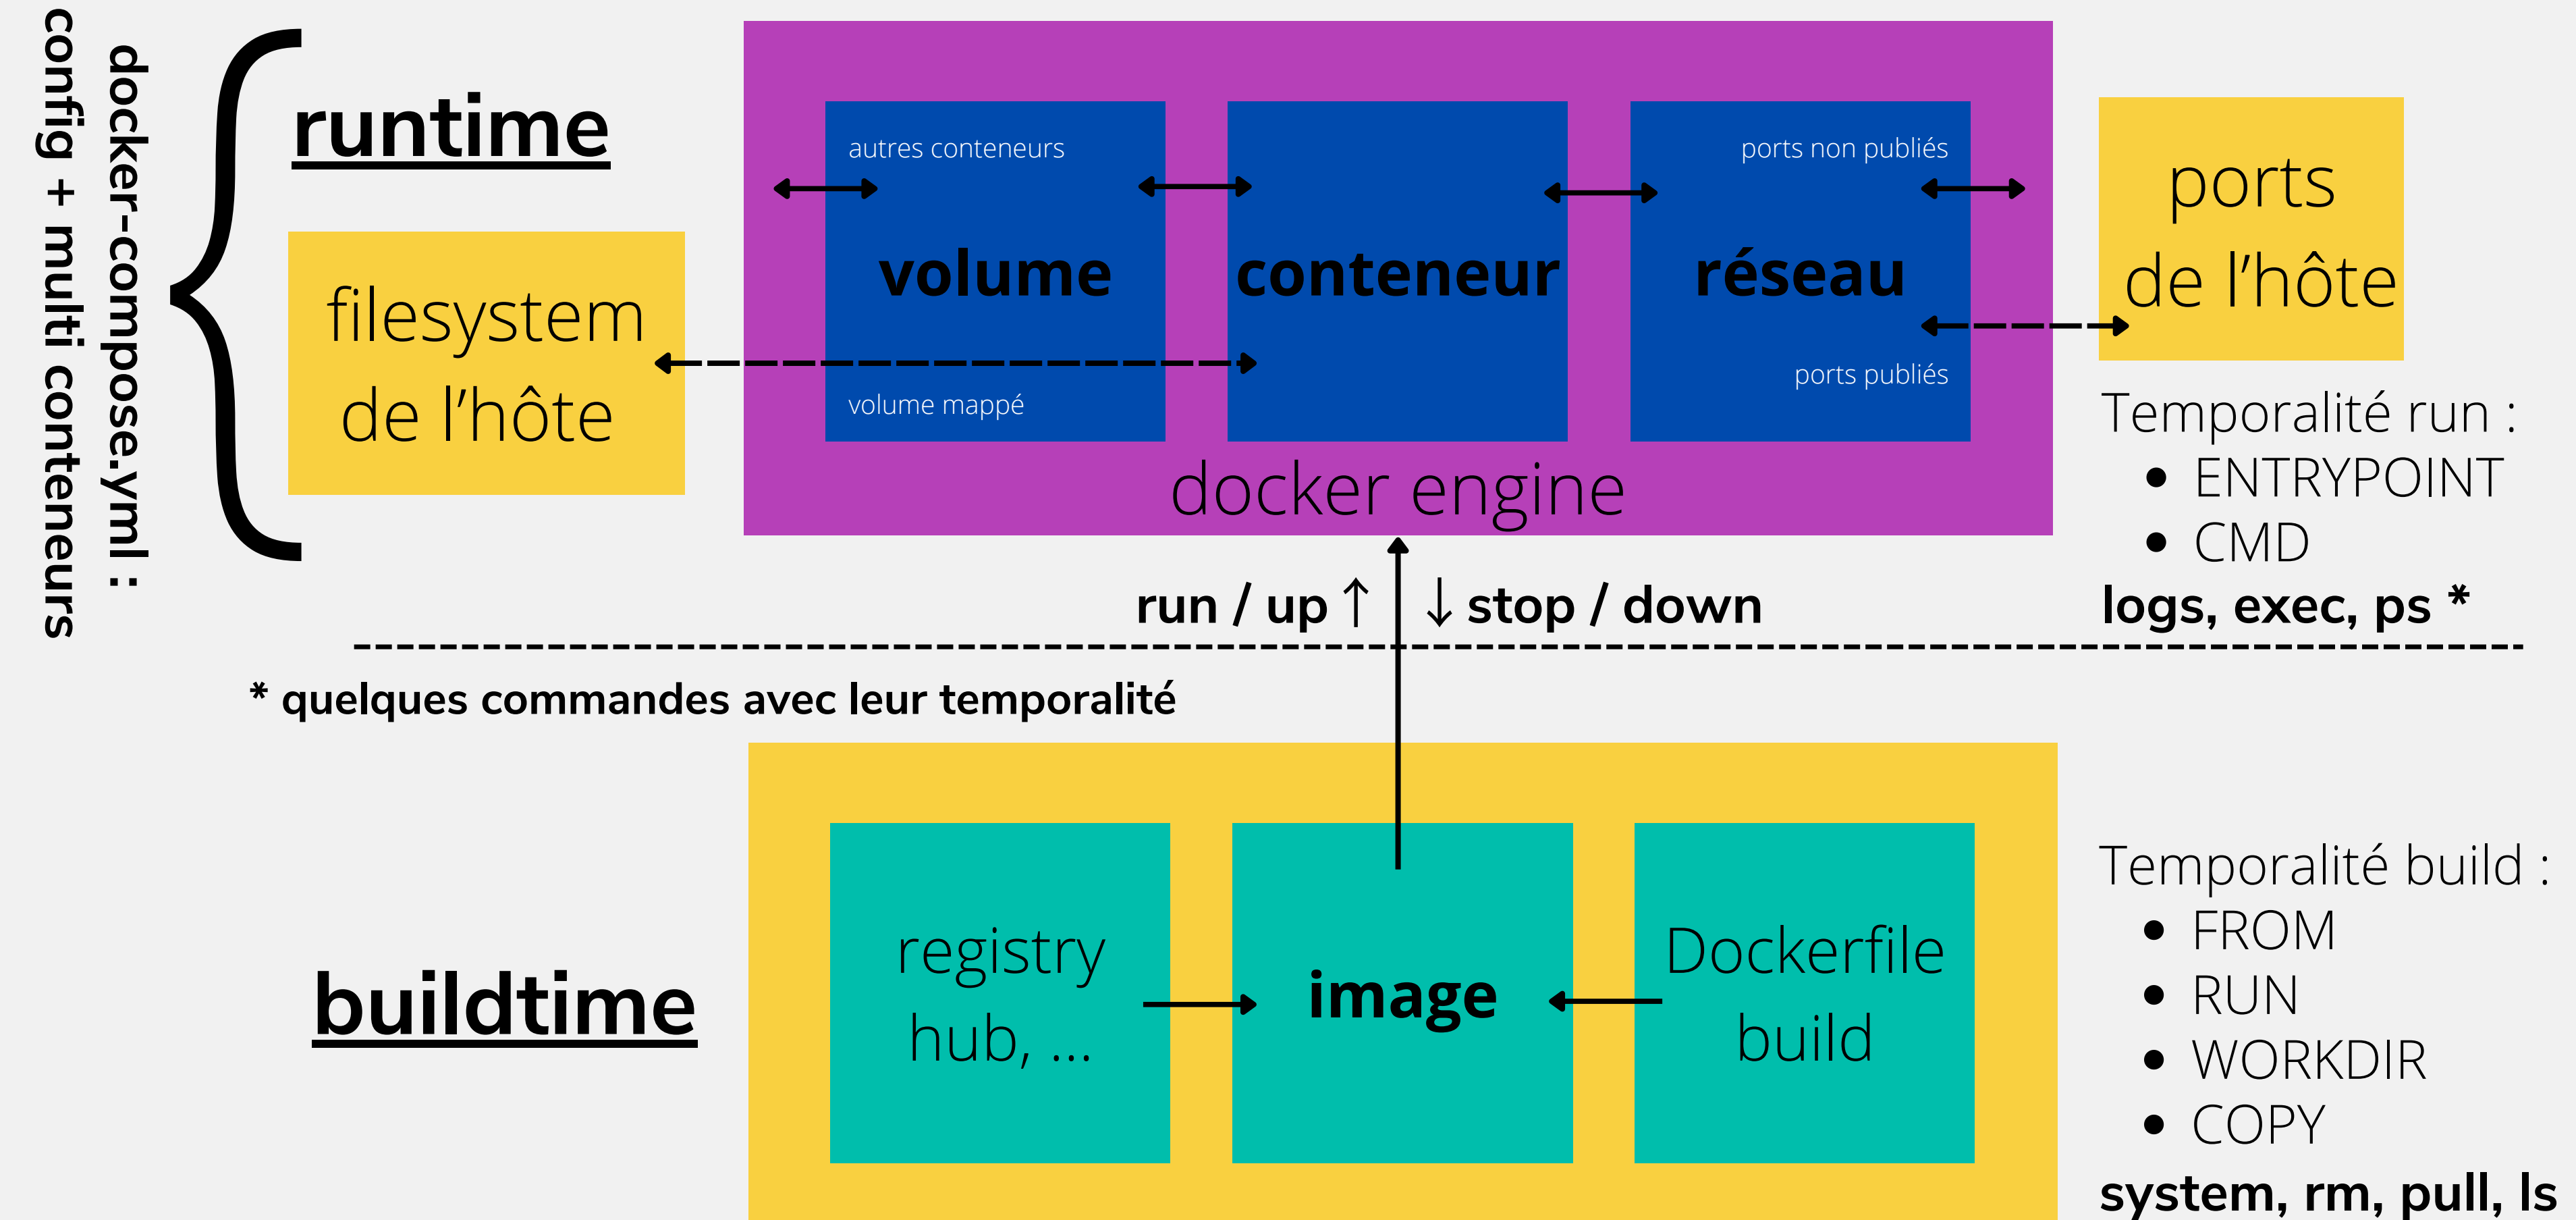 docker-compose.yml :
config + multi conteneurs
runtime
filesystem
de l'hôte
autres conteneurs
volume
volume mappé
conteneur
ports non publiés
réseau
ports publiés
docker engine
ports
de l'hôte
Temporalité run :
• ENTRYPOINT
• CMD
logs, exec, ps *
run / up ↑ ↓ stop / down
* quelques commandes avec leur temporalité
buildtime
registry
hub, ...
image
Dockerfile
build
Temporalité build :
• FROM
• RUN
• WORKDIR
• COPY
system, rm, pull, ls